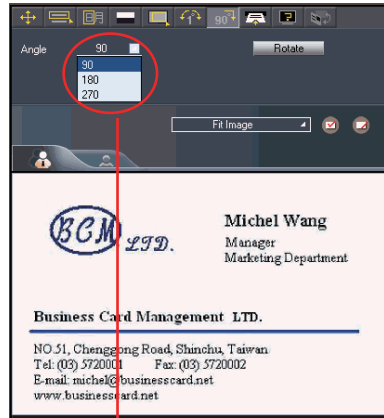 90
Angle 90 Rotate
90
180
270
Fit Image
BCM LTD.
Michel Wang
Manager
Marketing Department
Business Card Management LTD.
NO.51, Chenggong Road, Shinchu, Taiwan
Tel: (03) 5720001 Fax: (03) 5720002
E-mail: michel@businesscard.net
www.businesscard.net